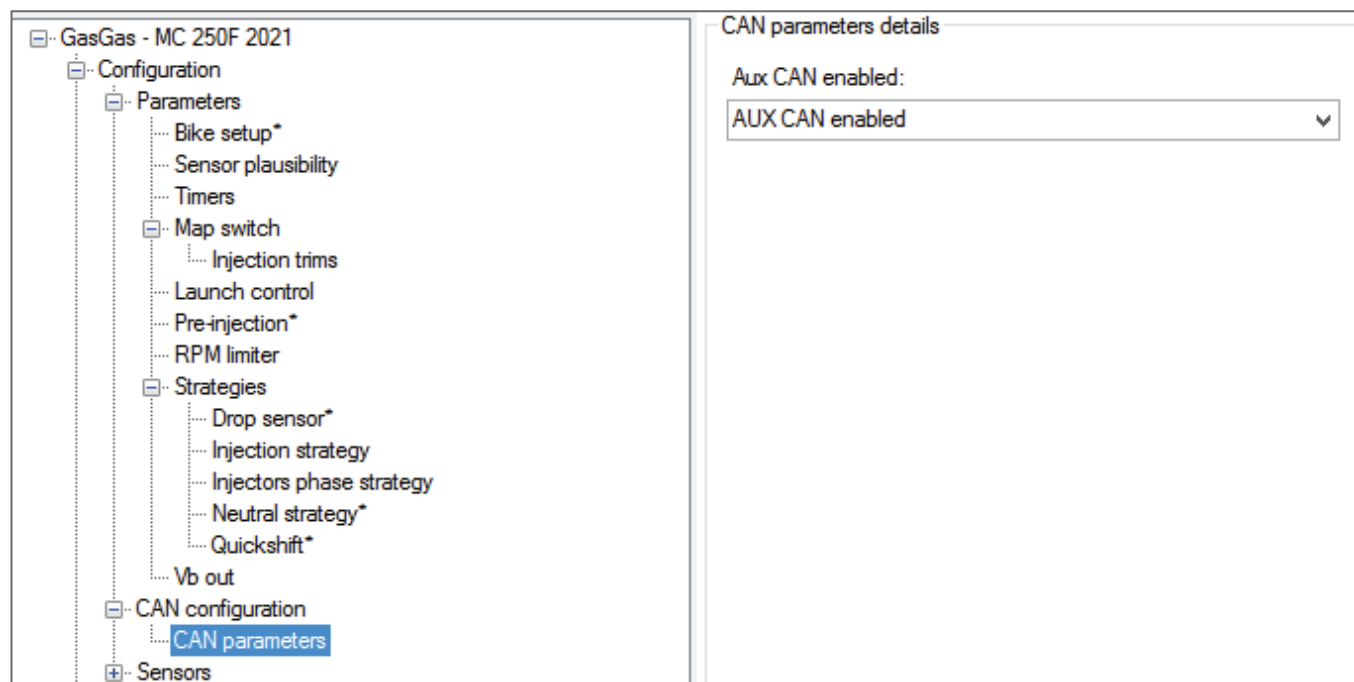 GasGas - MC 250F 2021
Configuration
Parameters
Bike setup*
Sensor plausibility
Timers
Map switch
Injection trims
Launch control
Pre-injection*
RPM limiter
Strategies
Drop sensor*
Injection strategy
Injectors phase strategy
Neutral strategy*
Quickshift*
Vb out
CAN configuration
CAN parameters
Sensors
CAN parameters details
Aux CAN enabled:
AUX CAN enabled